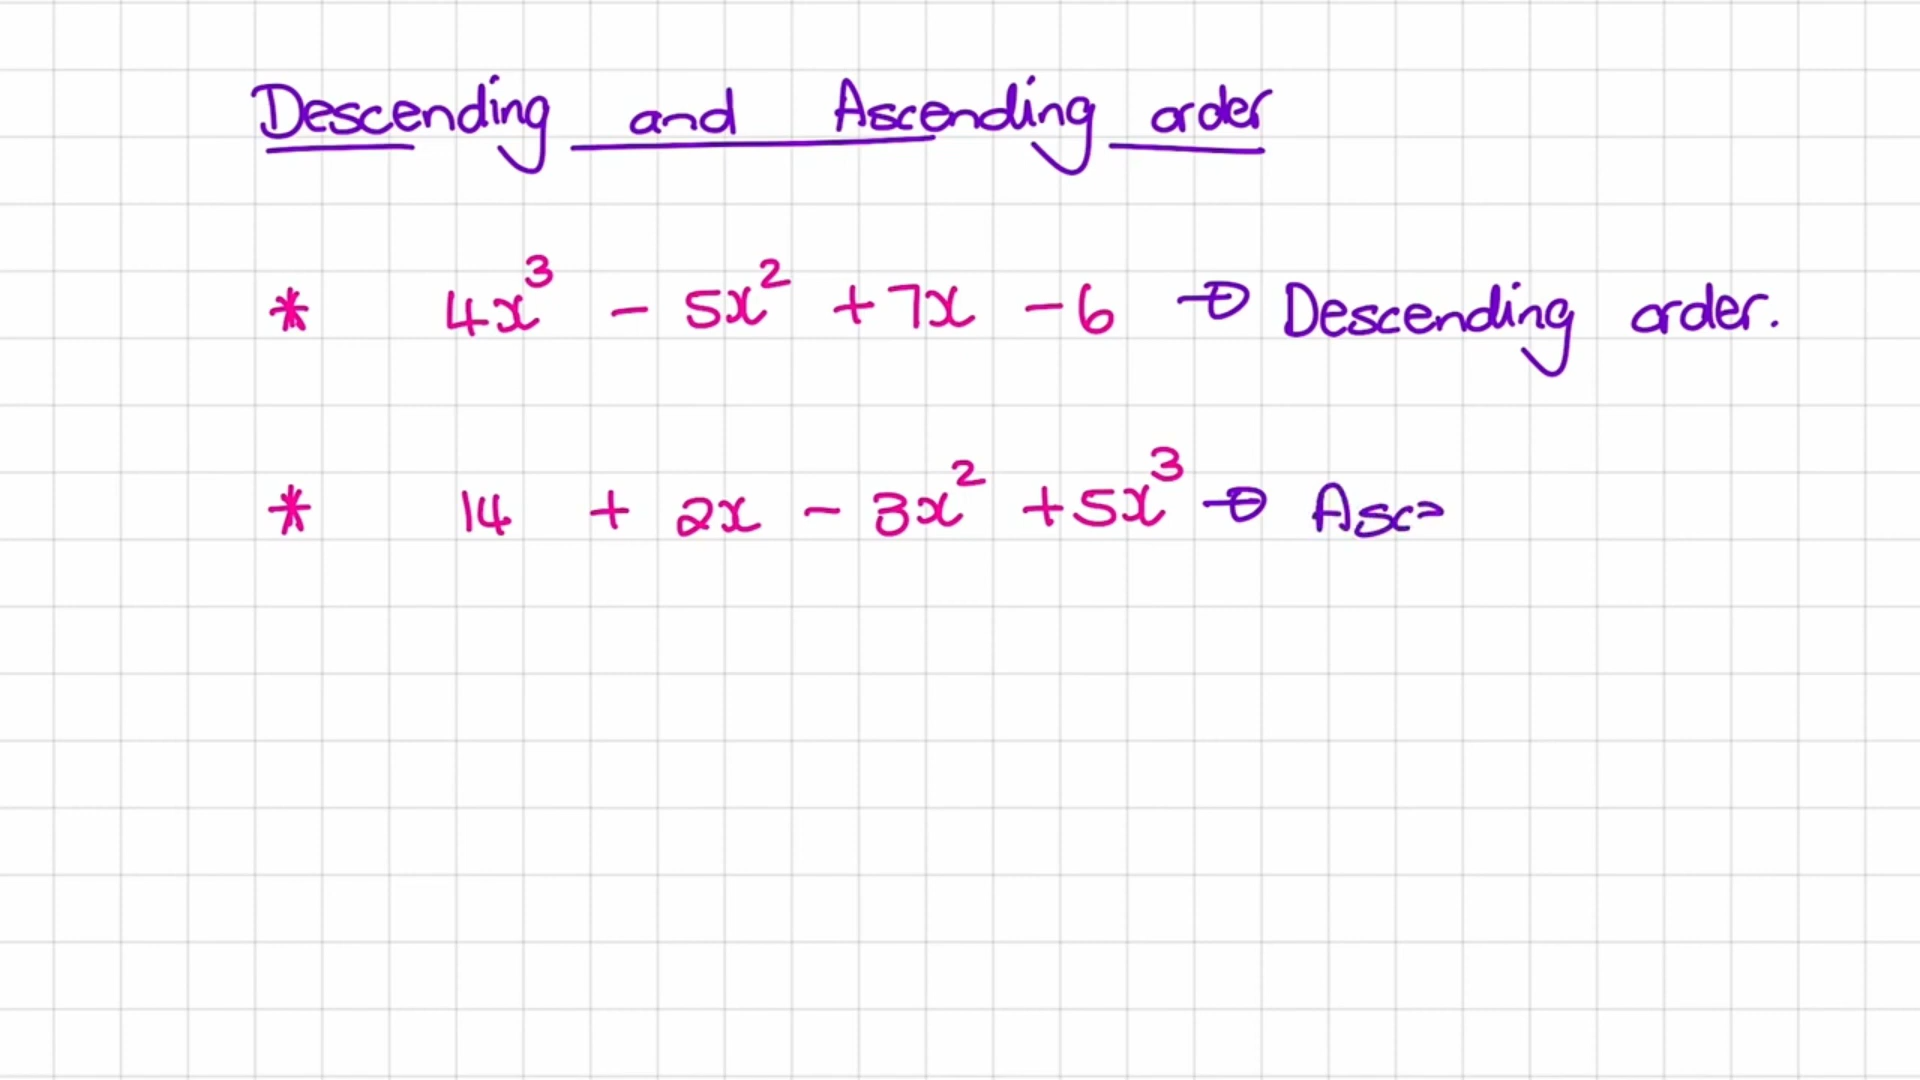 Descending and Ascending order
* 4x³ - 5x² + 7x - 6 → Descending order.
* 14 + 2x - 3x² + 5x³ → Asc